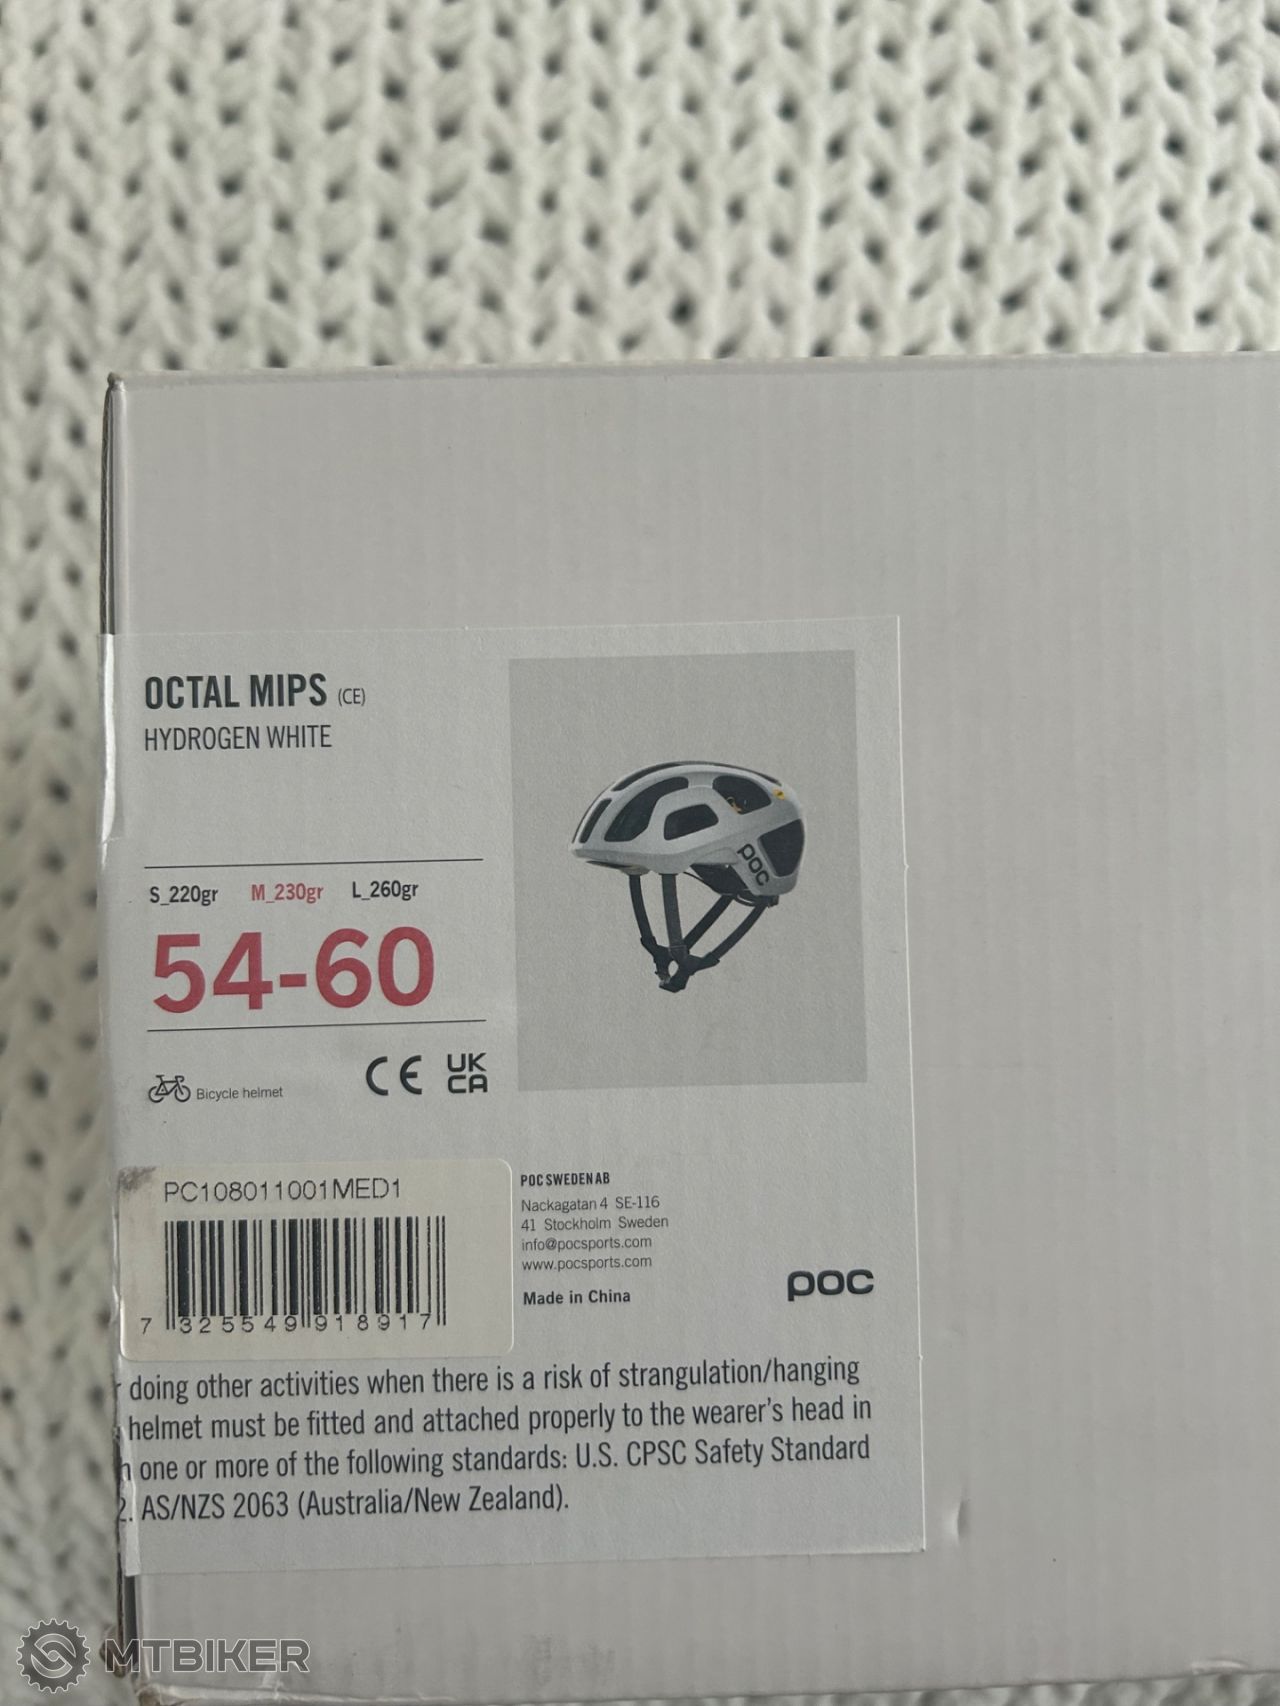 OCTAL MIPS (CE)
HYDROGEN WHITE
poc
S_220gr M_230gr L_260gr
54-60
Bicycle helmet
CE UK CA
PC108011001MED1
7 325549 918917
POC SWEDEN AB
Nackagatan 4 SE-116
41 Stockholm Sweden
info@pocsports.com
www.pocsports.com
Made in China
poc
doing other activities when there is a risk of strangulation/hanging
helmet must be fitted and attached properly to the wearer's head in
one or more of the following standards: U.S. CPSC Safety Standard
2. AS/NZS 2063 (Australia/New Zealand).
MTBIKER